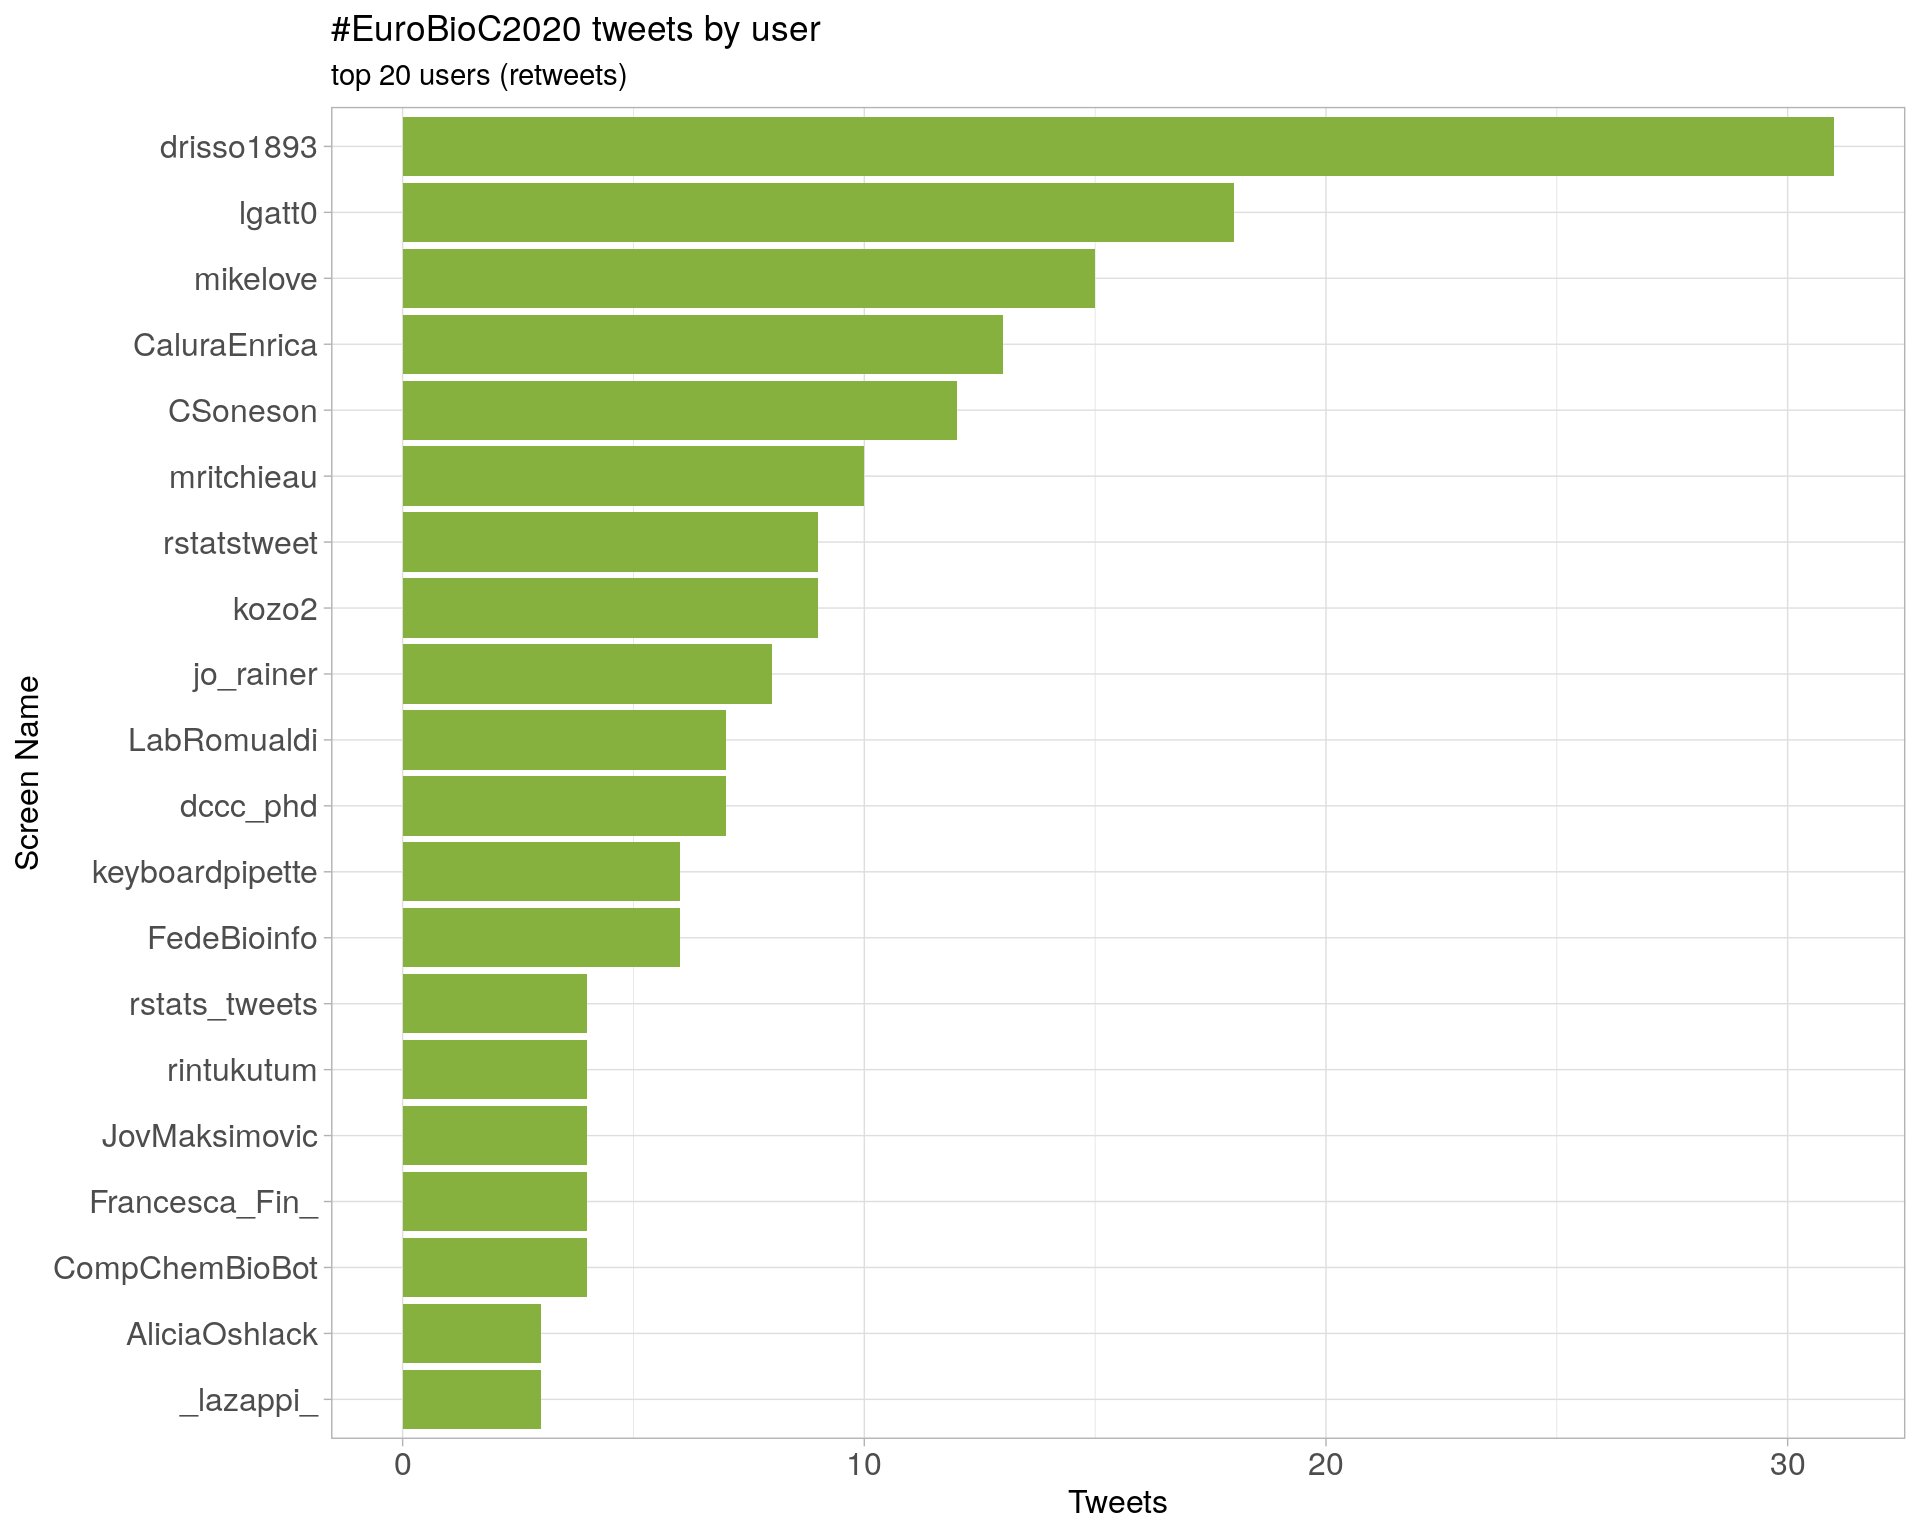 #EuroBioC2020 tweets by user
top 20 users (retweets)
Screen Name
drisso1893
lgatt0
mikelove
CaluraEnrica
CSoneson
mritchieau
rstatstweet
kozo2
jo_rainer
LabRomualdi
dccc_phd
keyboardpipette
FedeBioinfo
rstats_tweets
rintukutum
JovMaksimovic
Francesca_Fin_
CompChemBioBot
AliciaOshlack
_lazappi_
0 10 20 30
Tweets